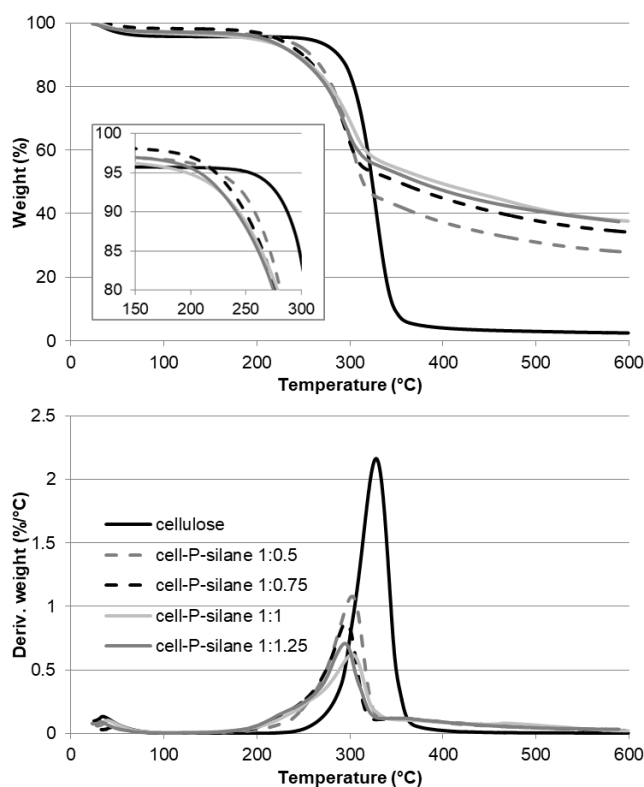 100
80
60
40
20
0
Weight (%)
100
95
90
85
80
150 200 250 300
0 100 200 300 400 500 600
Temperature (°C)
2.5
2
1.5
1
0.5
0
Deriv. weight (%/°C)
cellulose
cell-P-silane 1:0.5
cell-P-silane 1:0.75
cell-P-silane 1:1
cell-P-silane 1:1.25
0 100 200 300 400 500 600
Temperature (°C)